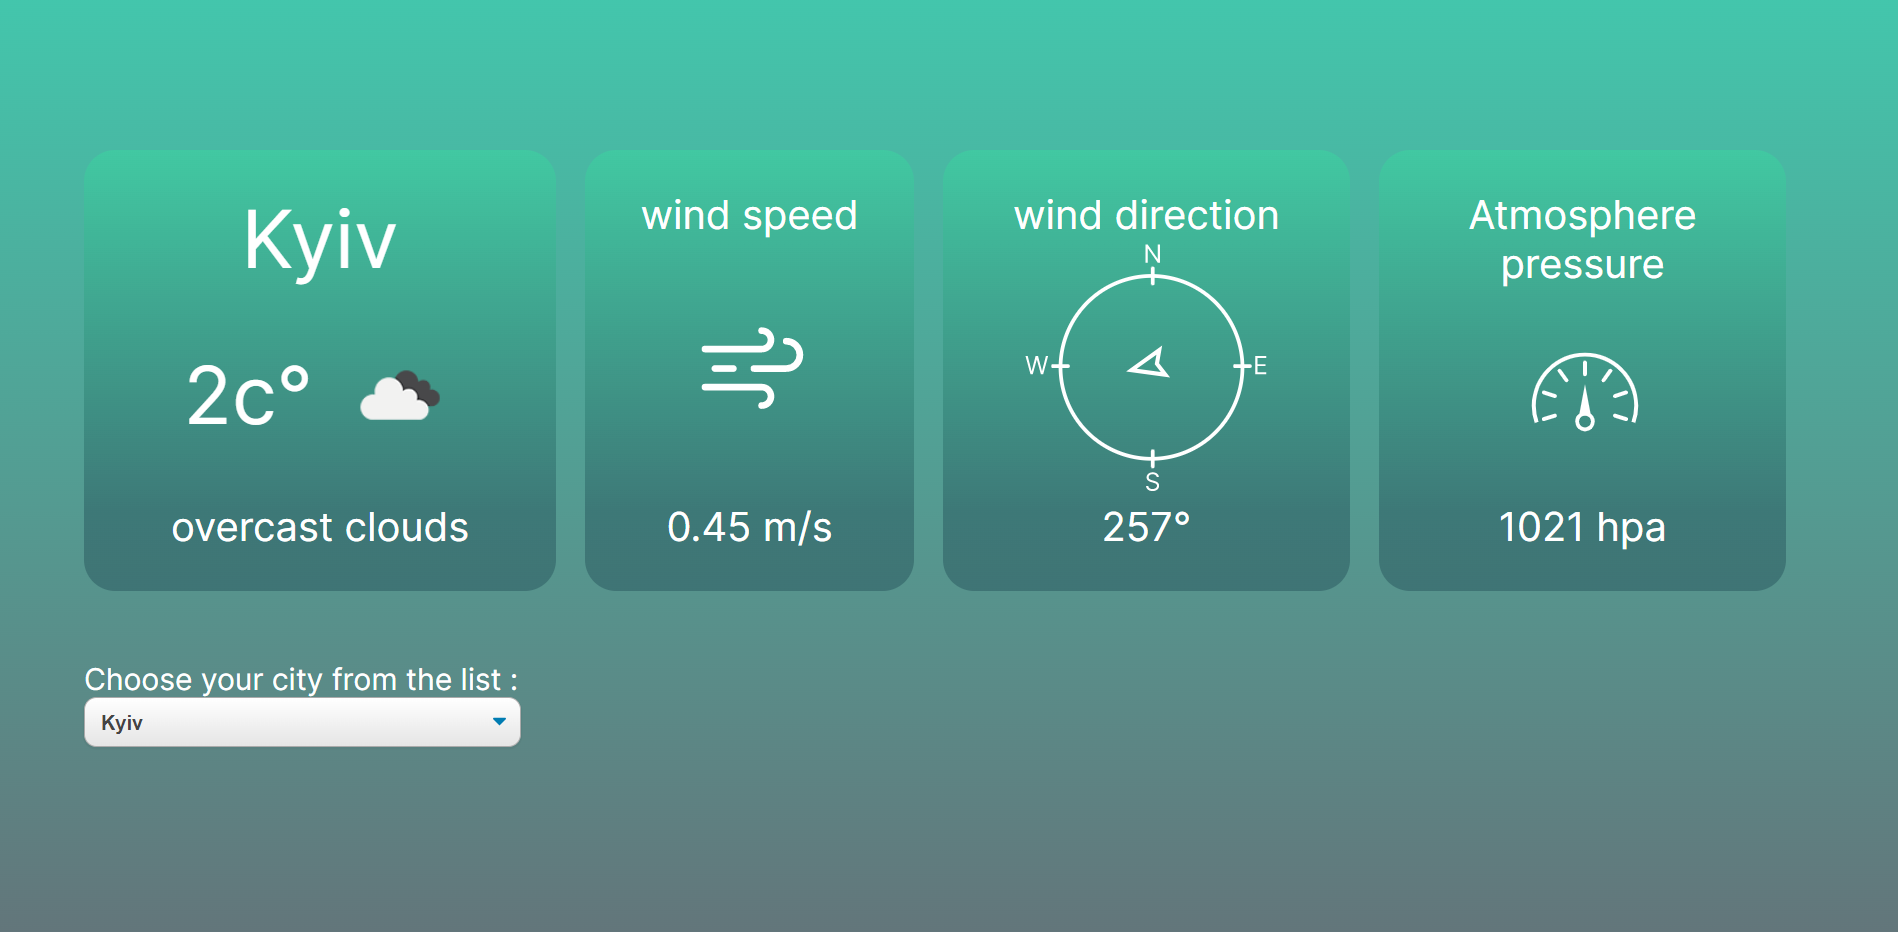 Kyiv
2c°
overcast clouds
wind speed
0.45 m/s
wind direction
N
W
E
S
257°
Atmosphere
pressure
1021 hpa
Choose your city from the list :
Kyiv